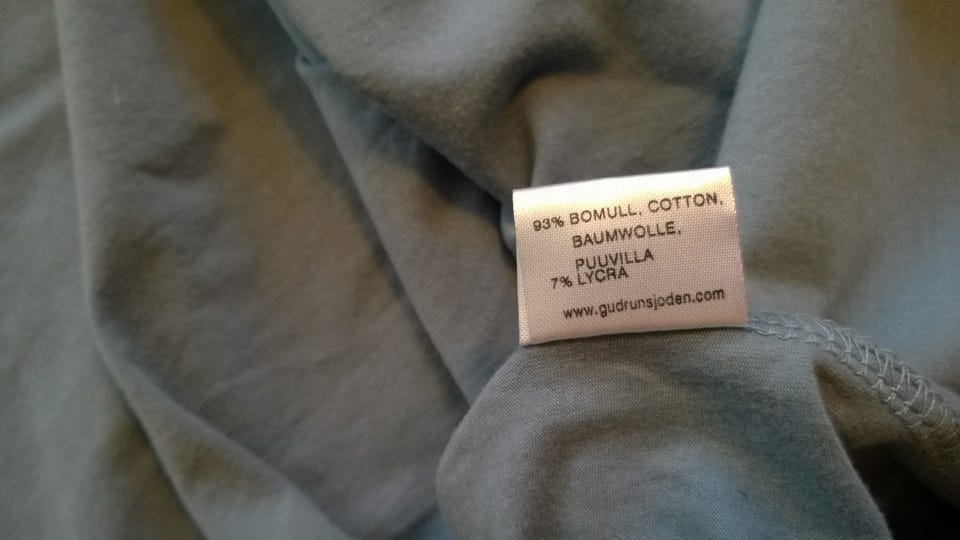 93% BOMULL, COTTON,
BAUMWOLLE,
PUUVILLA
7% LYCRA
www.gudrunsjoden.com